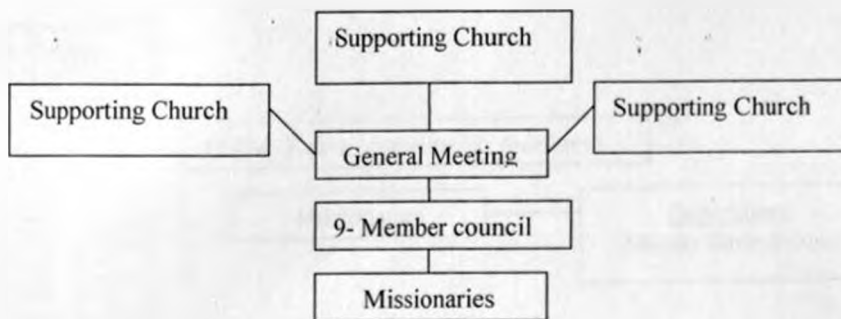 Supporting Church
Supporting Church
Supporting Church
General Meeting
9- Member council
Missionaries